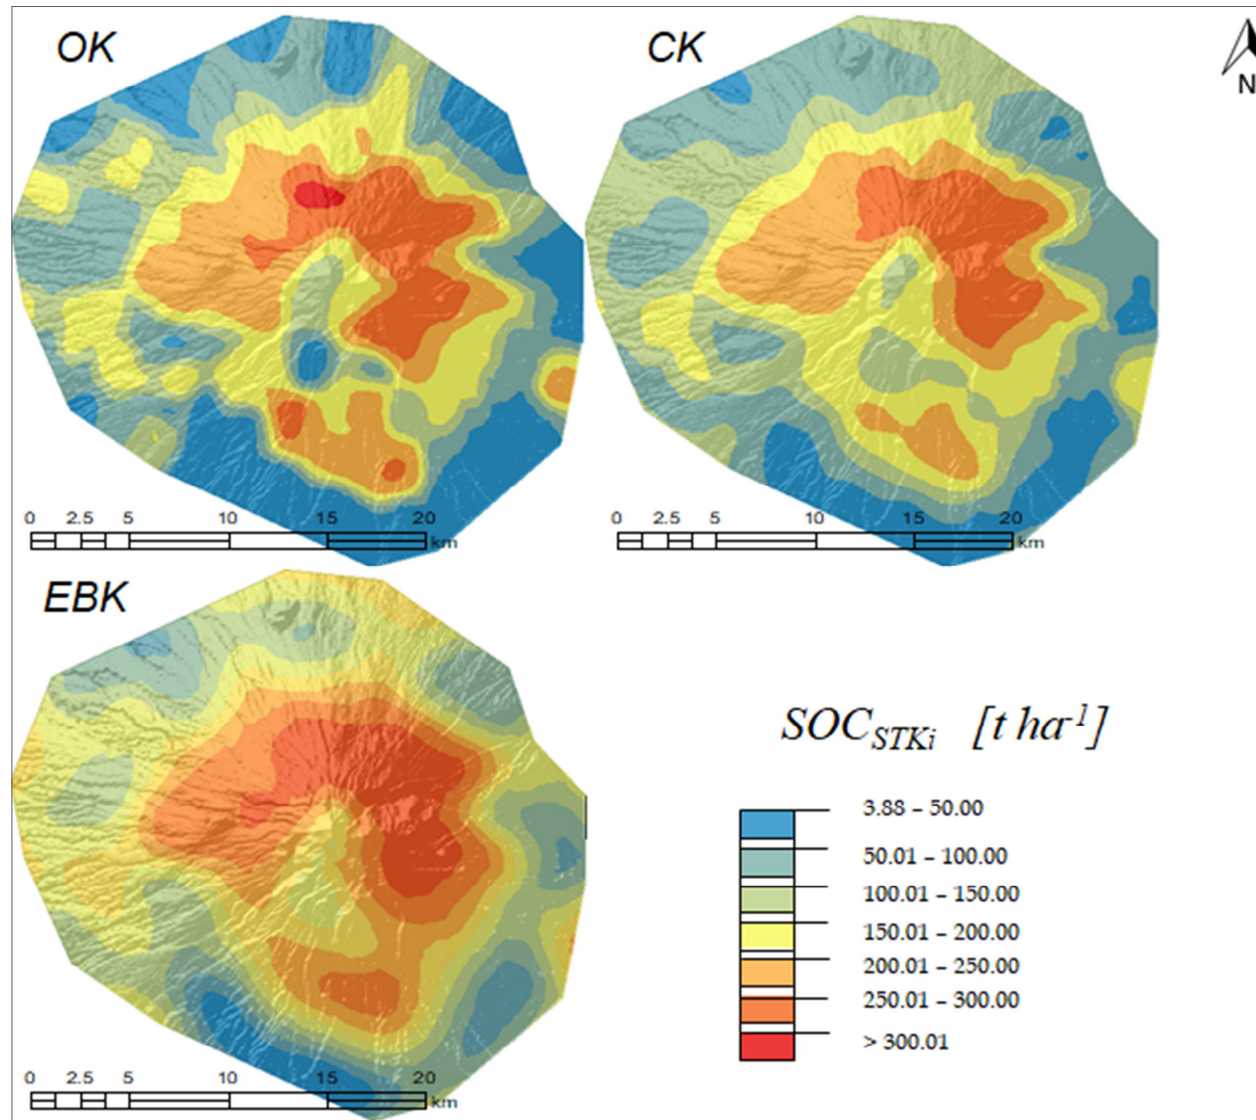 OK
CK
N
0 2.5 5 10 15 20
km
0 2.5 5 10 15 20
km
EBK
SOC_STKi [t ha-1]
3.88 – 50.00
50.01 – 100.00
100.01 – 150.00
150.01 – 200.00
200.01 – 250.00
250.01 – 300.00
> 300.01
0 2.5 5 10 15 20
km